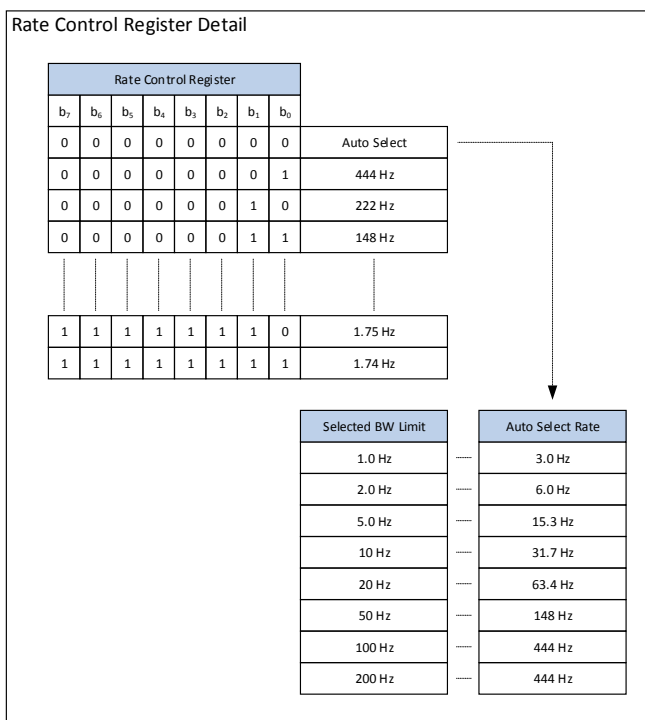 Rate Control Register Detail
Rate Control Register
b₇ b₆ b₅ b₄ b₃ b₂ b₁ b₀
0 0 0 0 0 0 0 0 Auto Select
0 0 0 0 0 0 0 1 444 Hz
0 0 0 0 0 0 1 0 222 Hz
0 0 0 0 0 0 1 1 148 Hz
1 1 1 1 1 1 1 0 1.75 Hz
1 1 1 1 1 1 1 1 1.74 Hz
Selected BW Limit Auto Select Rate
1.0 Hz 3.0 Hz
2.0 Hz 6.0 Hz
5.0 Hz 15.3 Hz
10 Hz 31.7 Hz
20 Hz 63.4 Hz
50 Hz 148 Hz
100 Hz 444 Hz
200 Hz 444 Hz